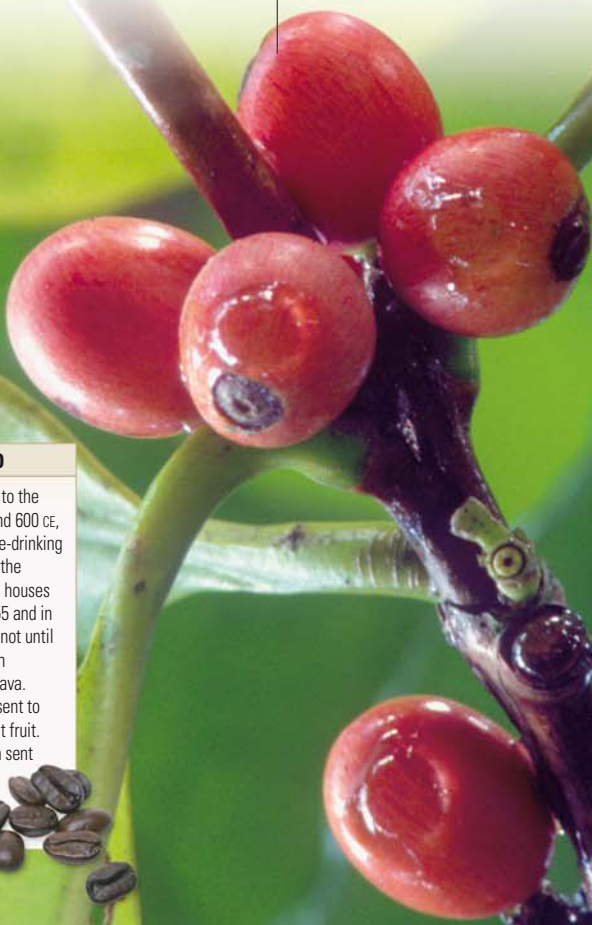 to the
nd 600 CE,
e-drinking
the
houses
5 and in
not until
ava.
sent to
t fruit.
sent